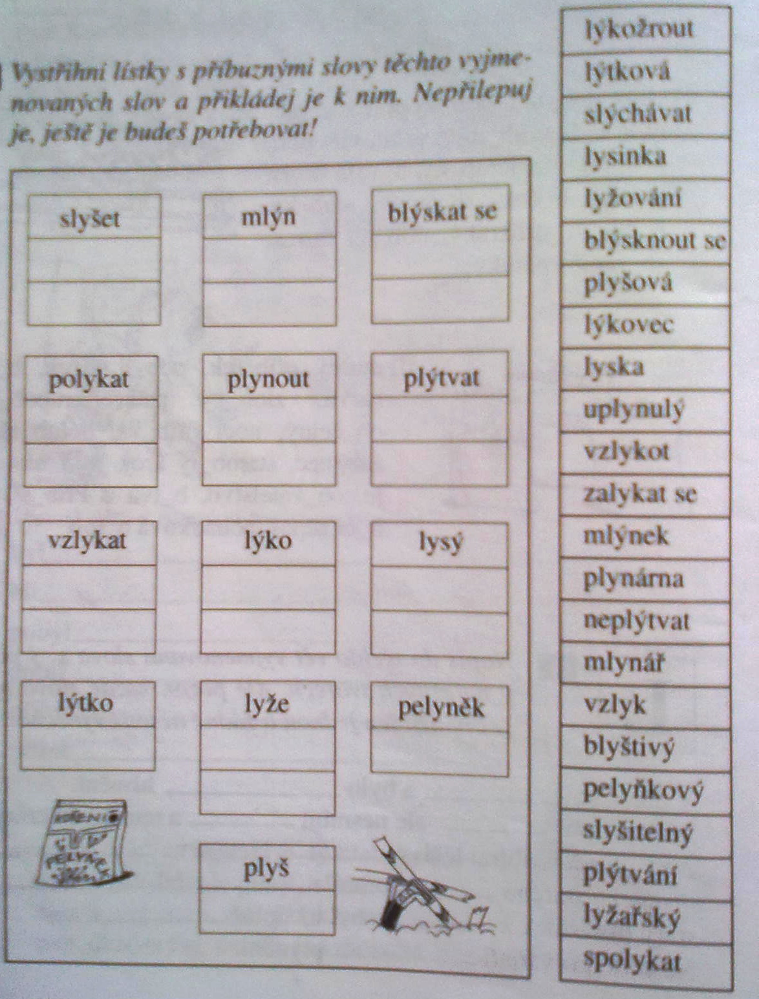 Vystřihni lístky s příbuznými slovy těchto vyjme-
novaných slov a přikládej je k nim. Nepřilepuj
je, ještě je budeš potřebovat!
slyšet
mlýn
blýskat se
polykat
plynout
plýtvat
vzlykat
lýko
lysý
lýtko
lyže
pelyněk
plyš
lýkožrout
lýtková
slýchávat
lysinka
lyžování
blýsknout se
plyšová
lýkovec
lyska
uplynulý
vzlykot
zalykat se
mlýnek
plynárna
neplýtvat
mlynář
vzlyk
blyštivý
pelyňkový
slyšitelný
plýtvání
lyžařský
spolykat